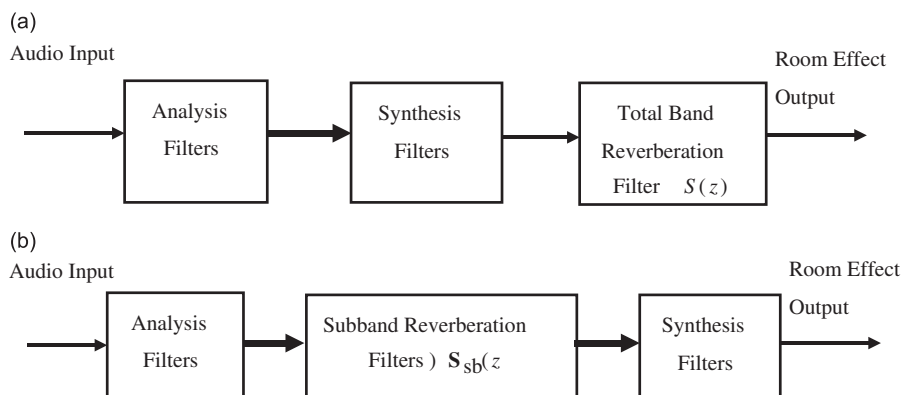 (a)
Audio Input
Analysis
Filters
Synthesis
Filters
Total Band
Reverberation
Filter S(z)
Room Effect
Output
(b)
Audio Input
Analysis
Filters
Subband Reverberation
Filters ) S_sb(z
Synthesis
Filters
Room Effect
Output